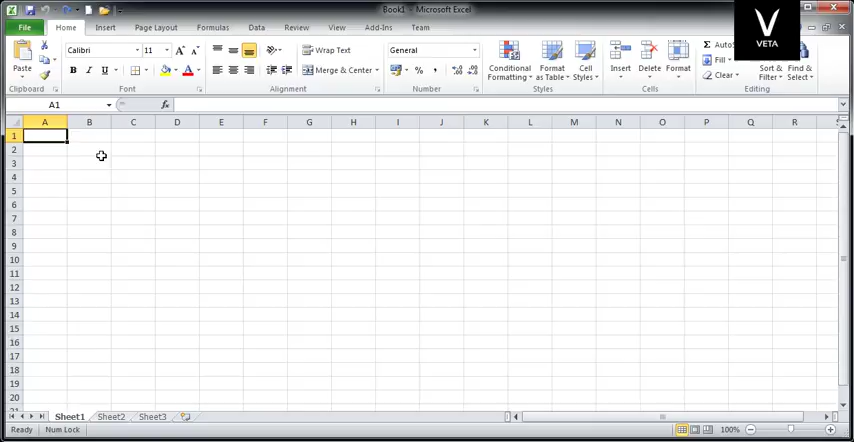 Book1 - Microsoft Excel
File Home Insert Page Layout Formulas Data Review View Add-Ins Team
V
VETA
Paste
Calibri 11
B I U
Wrap Text
Merge & Center
General
% ,
Conditional Formatting
Format as Table
Cell Styles
Insert Delete Format
Σ Auto
Fill
Clear
Sort & Filter
Find & Select
Clipboard Font Alignment Number Styles Cells Editing
A1 fx
A B C D E F G H I J K L M N O P Q R
1
2
3
4
5
6
7
8
9
10
11
12
13
14
15
16
17
18
19
20
Sheet1 Sheet2 Sheet3
Ready Num Lock 100%